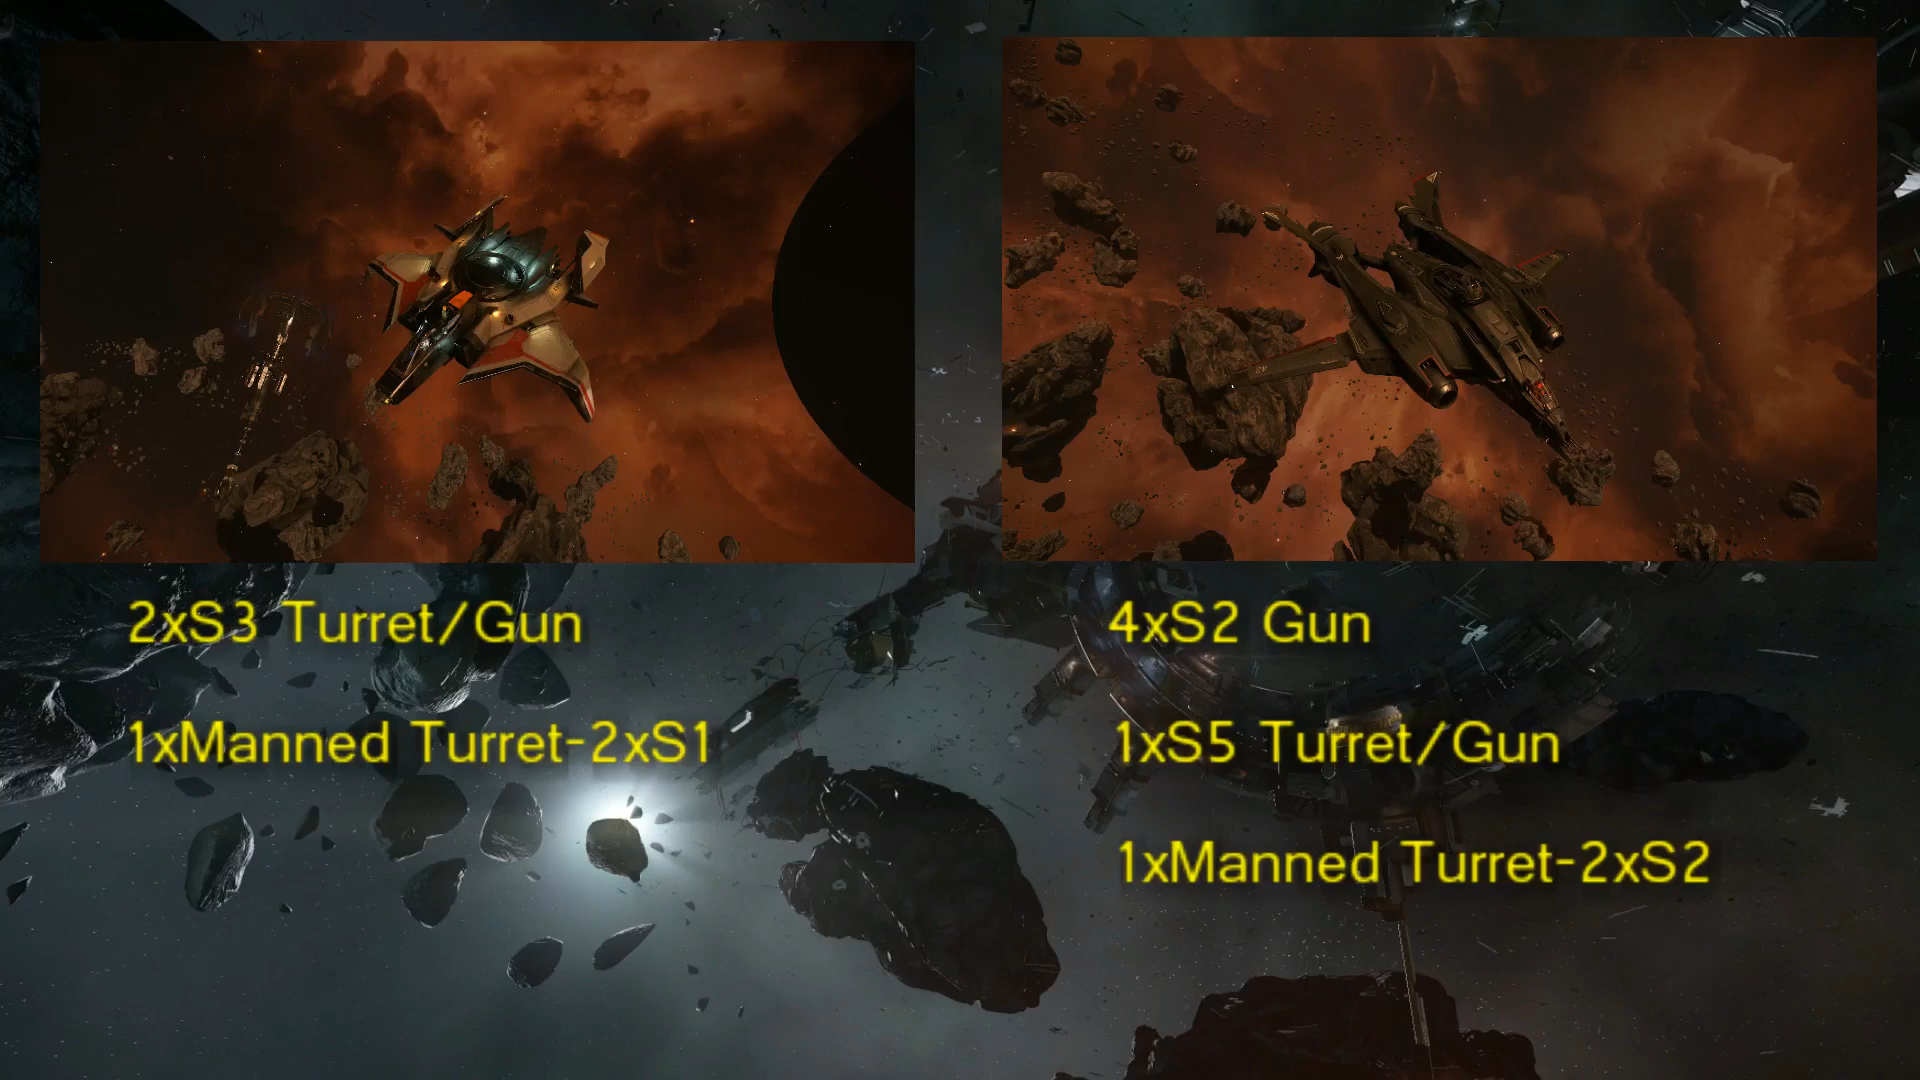 2xS3 Turret/Gun
1xManned Turret-2xS1
4xS2 Gun
1xS5 Turret/Gun
1xManned Turret-2xS2